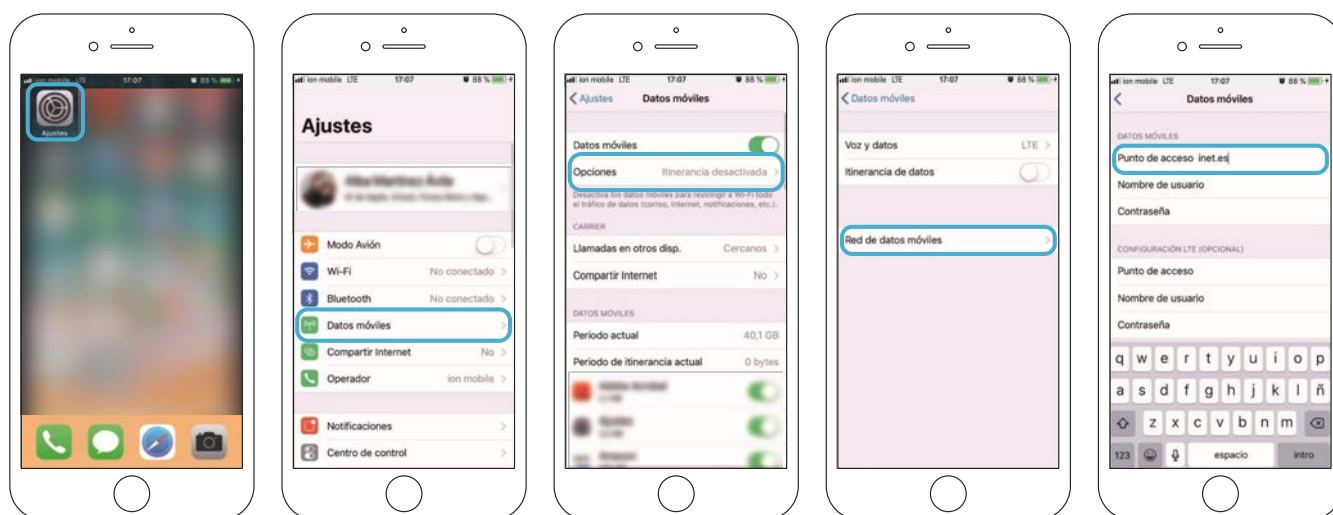 ion mobile LTE 17:07 88 %
Ajustes
ion mobile LTE 17:07 88 %
Ajustes
Modo Avión
Wi-Fi No conectado
Bluetooth No conectado
Datos móviles
Compartir Internet No
Operador ion mobile
Notificaciones
Centro de control
ion mobile LTE 17:07 88 %
Ajustes Datos móviles
Datos móviles
Opciones Itinerancia desactivada
Desactiva los datos móviles para restringir a Wi-Fi todo
el tráfico de datos (correo, Internet, notificaciones, etc.).
CARRIER
Llamadas en otros disp. Cercanos
Compartir Internet No
DATOS MÓVILES
Periodo actual 40,1 GB
Periodo de itinerancia actual 0 bytes
ion mobile LTE 17:07 88 %
Datos móviles
Voz y datos LTE
Itinerancia de datos
Red de datos móviles
ion mobile LTE 17:07 88 %
Datos móviles
DATOS MÓVILES
Punto de acceso inet.es
Nombre de usuario
Contraseña
CONFIGURACIÓN LTE (OPCIONAL)
Punto de acceso
Nombre de usuario
Contraseña
q w e r t y u i o p
a s d f g h j k l ñ
z x c v b n m
123 espacio intro